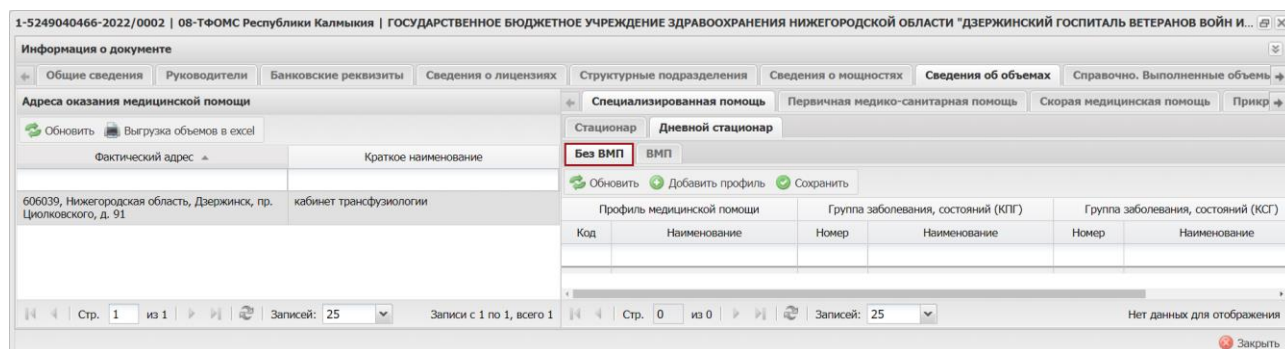 1-5249040466-2022/0002 | 08-ТФОМС Республики Калмыкия | ГОСУДАРСТВЕННОЕ БЮДЖЕТНОЕ УЧРЕЖДЕНИЕ ЗДРАВООХРАНЕНИЯ НИЖЕГОРОДСКОЙ ОБЛАСТИ "ДЗЕРЖИНСКИЙ ГОСПИТАЛЬ ВЕТЕРАНОВ ВОЙН И...
Информация о документе
Общие сведения Руководители Банковские реквизиты Сведения о лицензиях Структурные подразделения Сведения о мощностях Сведения об объемах Справочно. Выполненные объемы
Адреса оказания медицинской помощи
Обновить Выгрузка объемов в excel
Фактический адрес Краткое наименование
606039, Нижегородская область, Дзержинск, пр. кабинет трансфузиологии
Циолковского, д. 91
Стр. 1 из 1 Записей: 25 Записи с 1 по 1, всего 1
Специализированная помощь Первичная медико-санитарная помощь Скорая медицинская помощь Прикр
Стационар Дневной стационар
Без ВМП ВМП
Обновить Добавить профиль Сохранить
Профиль медицинской помощи Группа заболевания, состояний (КПГ) Группа заболевания, состояний (КСГ)
Код Наименование Номер Наименование Номер Наименование
Стр. 0 из 0 Записей: 25 Нет данных для отображения
Закрыть